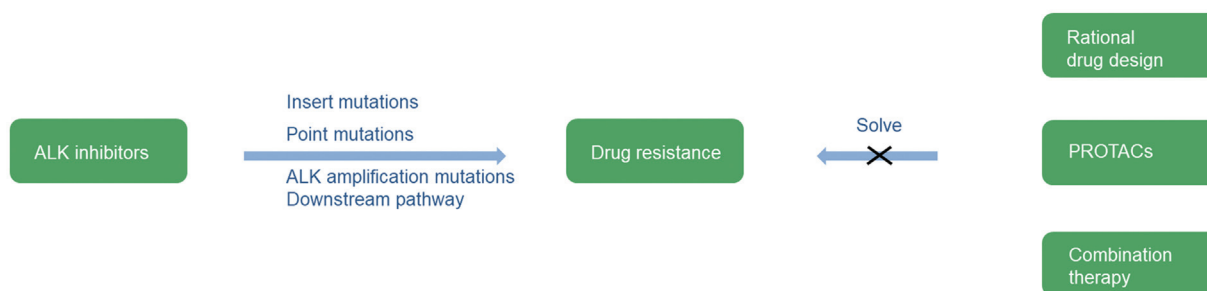 ALK inhibitors
Insert mutations
Point mutations
ALK amplification mutations
Downstream pathway
Drug resistance
Solve
Rational
drug design
PROTACs
Combination
therapy